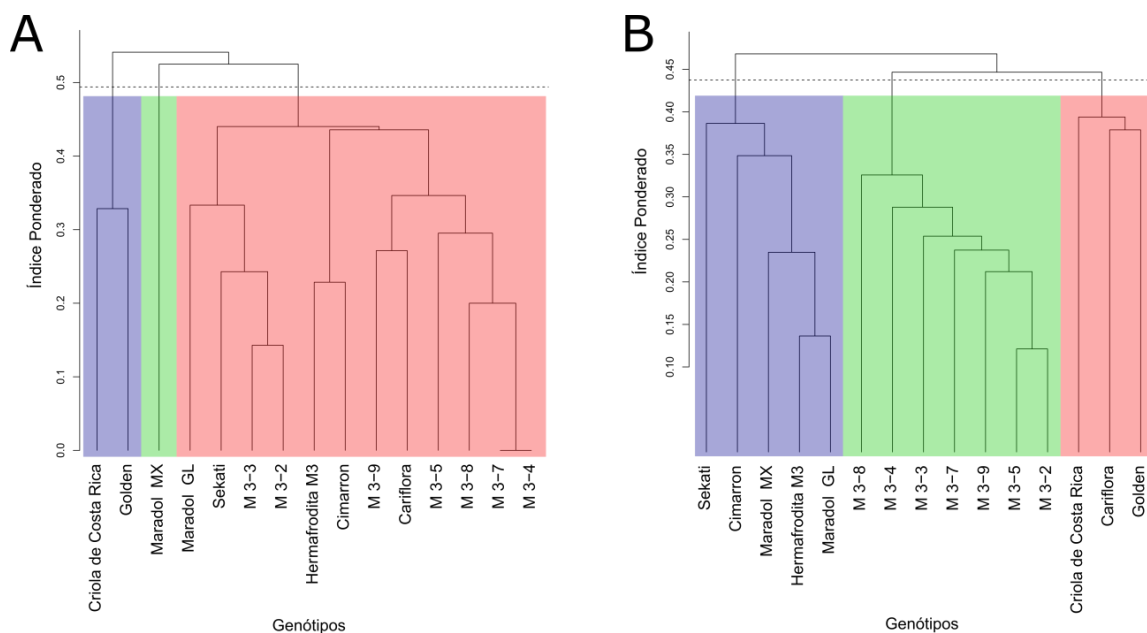 A
Índice Ponderado
0.5
0.4
0.3
0.2
0.1
0.0
Criola de Costa Rica
Golden
Maradol MX
Maradol GL
Sekati
M 3-3
M 3-2
Hermafrodita M3
Cimarron
M 3-9
Cariflora
M 3-5
M 3-8
M 3-7
M 3-4
Genótipos
B
Índice Ponderado
0.45
0.40
0.35
0.30
0.25
0.20
0.15
0.10
Sekati
Cimarron
Maradol MX
Hermafrodita M3
Maradol GL
M 3-8
M 3-4
M 3-3
M 3-7
M 3-9
M 3-5
M 3-2
Criola de Costa Rica
Cariflora
Golden
Genótipos